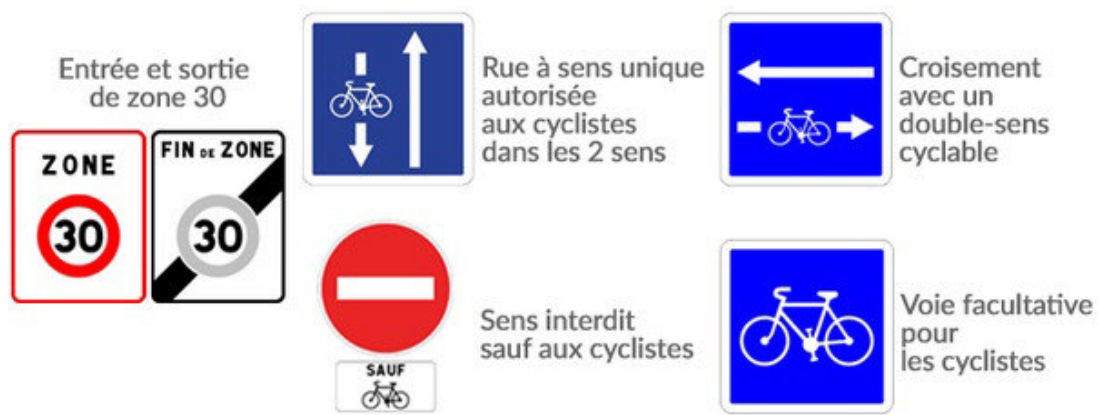 Entrée et sortie
de zone 30
ZONE
30
FIN DE ZONE
30
Rue à sens unique
autorisée
aux cyclistes
dans les 2 sens
Croisement
avec un
double-sens
cyclable
Sens interdit
sauf aux cyclistes
SAUF
Voie facultative
pour
les cyclistes